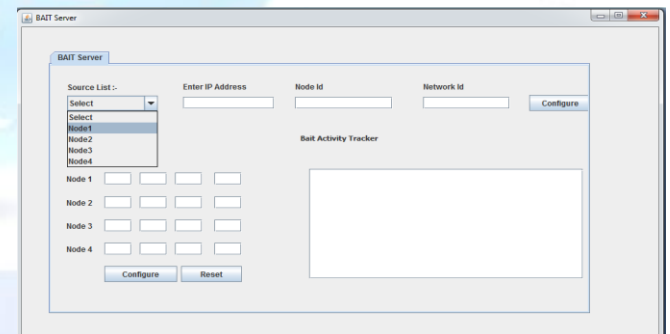 BAIT Server
BAIT Server
Source List :- Enter IP Address Node Id Network Id
Select Configure
Select
Node1
Node2
Node3
Node4
Bait Activity Tracker
Node 1
Node 2
Node 3
Node 4
Configure Reset